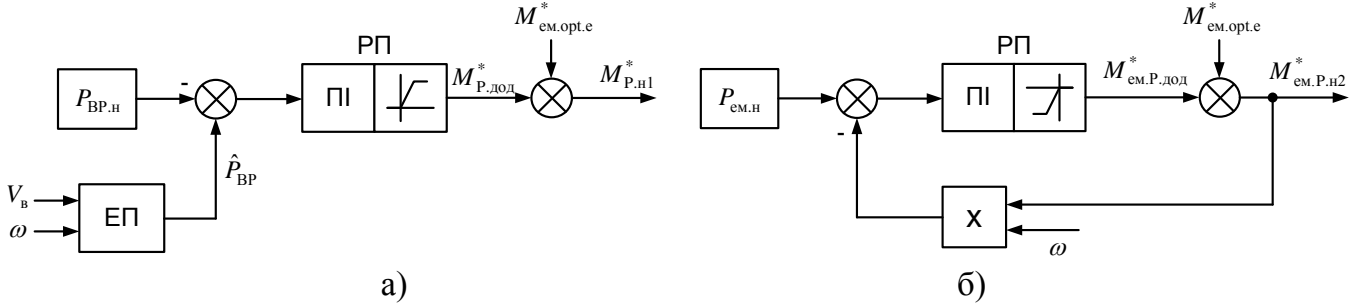 M*ем.opt.e
РП
PВР.н
-
ПІ
M*Р.дод
M*Р.н1
P̂ВР
Vв
ω
ЕП
а)
M*ем.opt.e
РП
Pем.н
-
ПІ
M*ем.Р.дод
M*ем.Р.н2
X
ω
б)